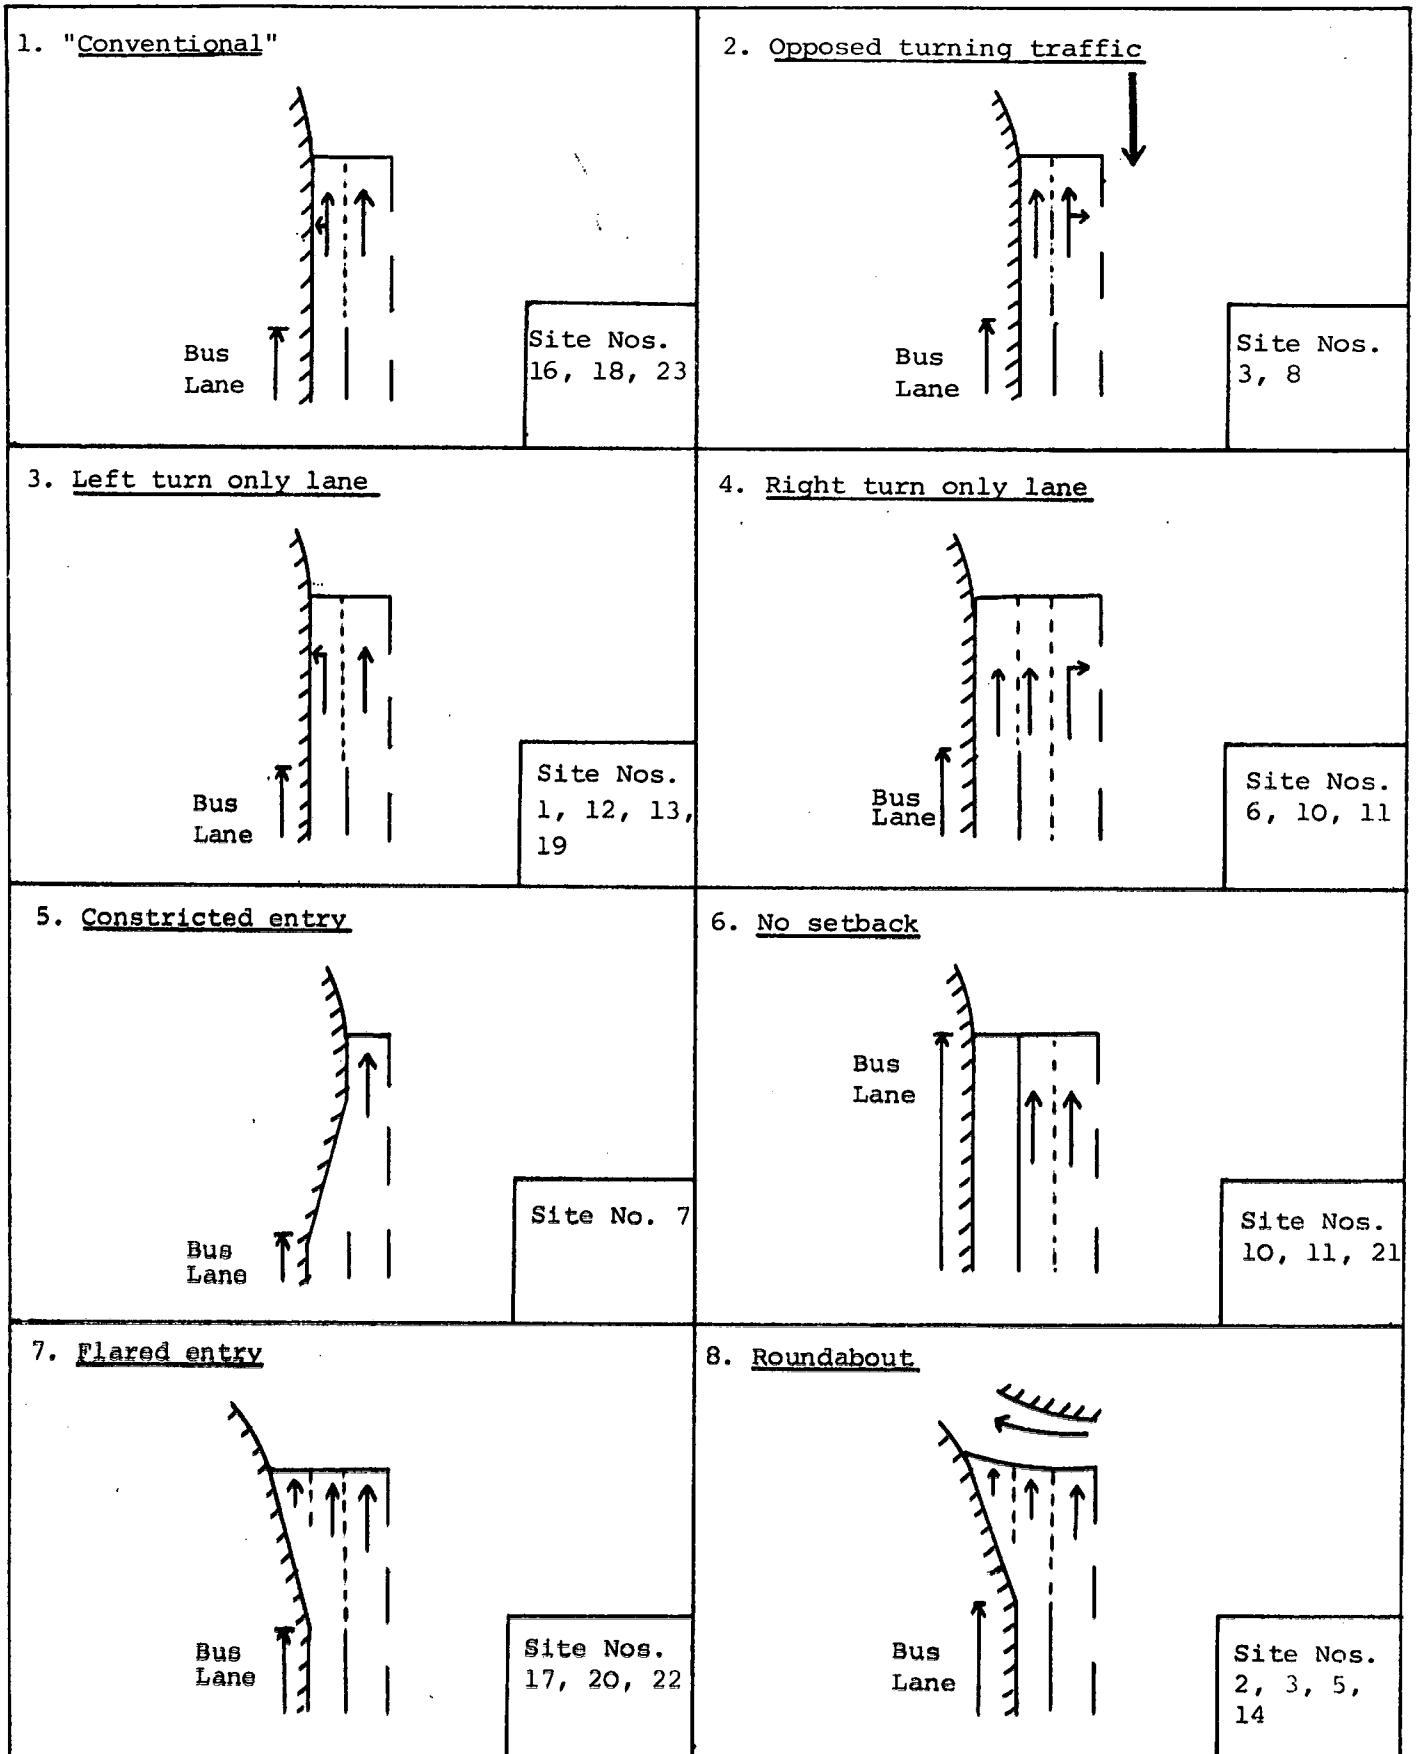 1. "Conventional"
Bus
Lane
Site Nos.
16, 18, 23
2. Opposed turning traffic
Bus
Lane
Site Nos.
3, 8
3. Left turn only lane
Bus
Lane
Site Nos.
1, 12, 13,
19
4. Right turn only lane
Bus
Lane
Site Nos.
6, 10, 11
5. Constricted entry
Bus
Lane
Site No. 7
6. No setback
Bus
Lane
Site Nos.
10, 11, 21
7. Flared entry
Bus
Lane
Site Nos.
17, 20, 22
8. Roundabout
Bus
Lane
Site Nos.
2, 3, 5,
14